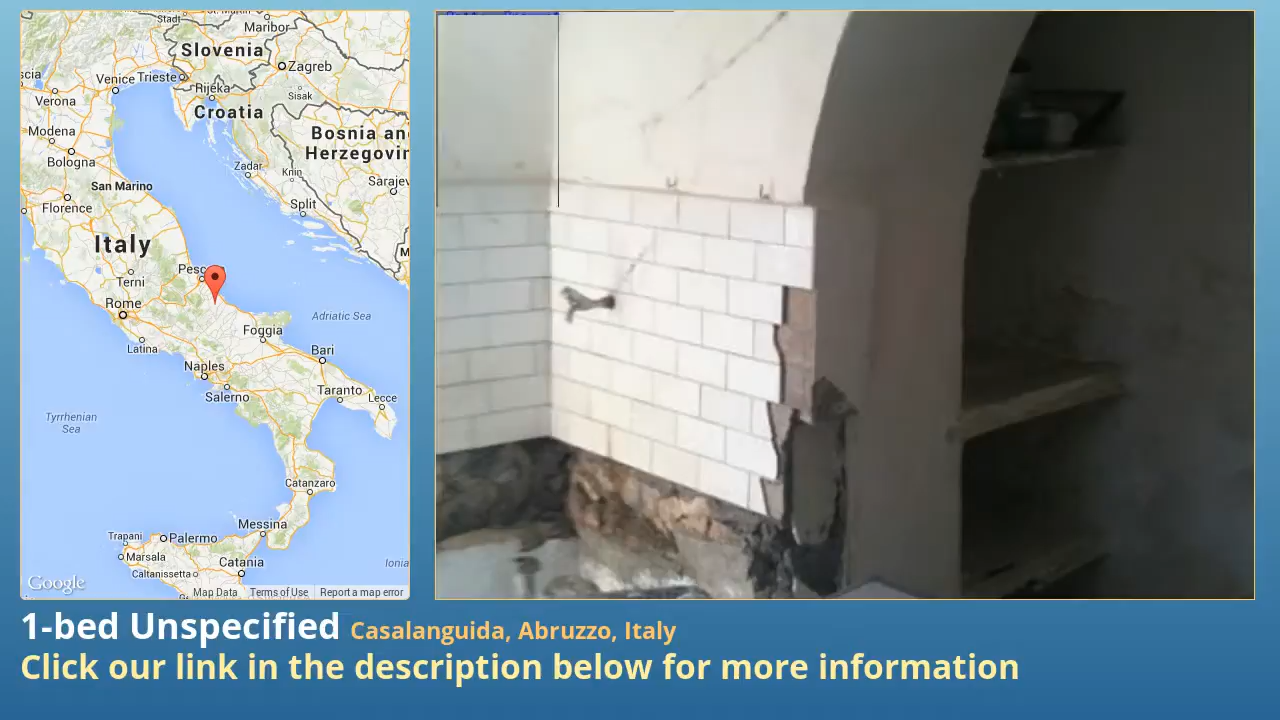 Stadt
Maribor
Slovenia
Zagreb
Venice
Trieste
Rijeka
Sisak
Verona
Croatia
Modena
Bosnia an
Herzegovin
Bologna
Zadar
Knin
San Marino
Sarajev
Florence
Split
Italy
M
Pesc
Terni
Rome
Adriatic Sea
Foggia
Latina
Bari
Naples
Taranto
Salerno
Lecce
Tyrrhenian
Sea
Catanzaro
Messina
Trapani
Palermo
Marsala
Catania
Ionia
Caltanissetta
Google
Map Data
Terms of Use
Report a map error
1-bed Unspecified Casalanguida, Abruzzo, Italy
Click our link in the description below for more information